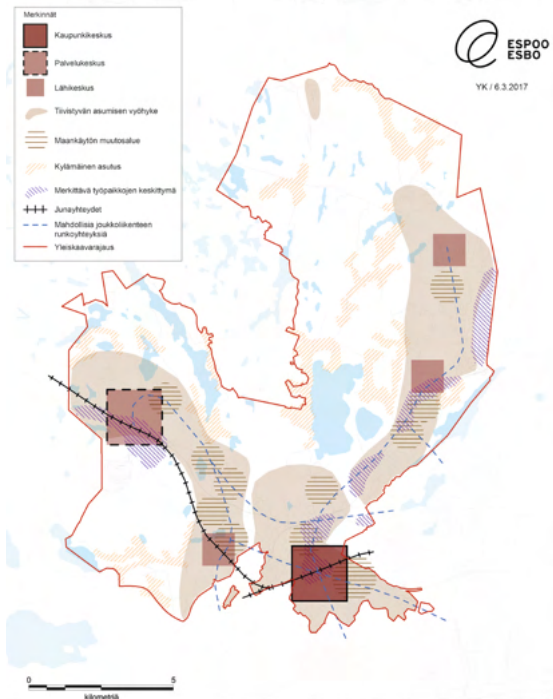 Merkinnät
Kaupunkikeskus
Palvelukeskus
Lähikeskus
Tiivistyvän asumisen vyöhyke
Maankäytön muutosalue
Kylämäinen asutus
Merkittävä työpaikkojen keskittymä
Junayhteydet
Mahdollisia joukkoliikenteen
runkoyhteyksiä
Yleiskaavarajaus
ESPOO
ESBO
YK / 6.3.2017
0 5
kilometriä